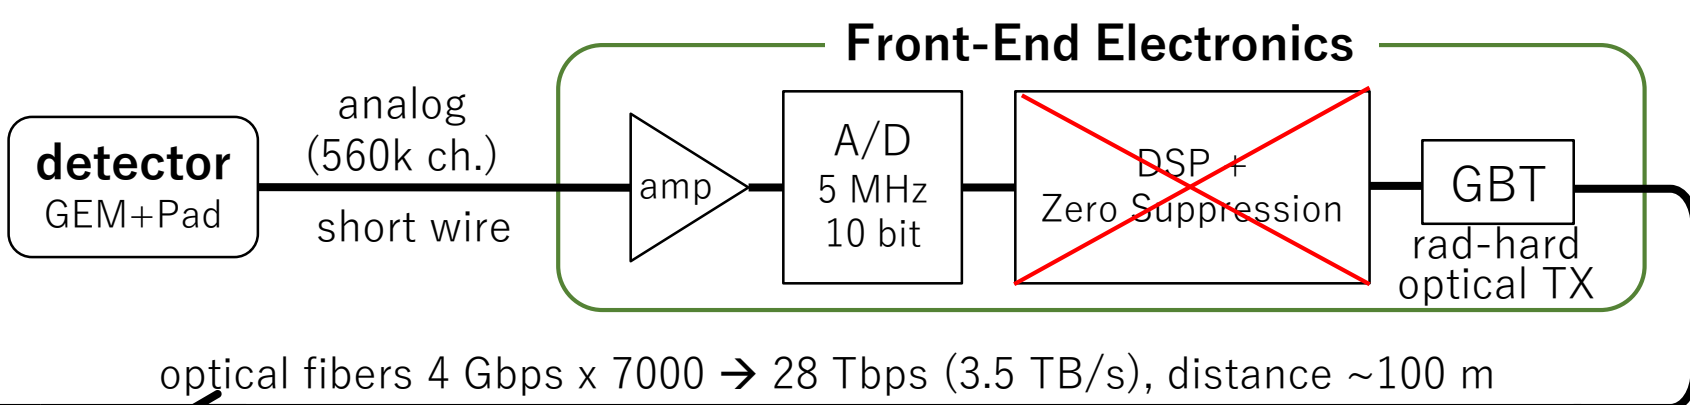 Front-End Electronics
detector
GEM+Pad
analog
(560k ch.)
short wire
amp
A/D
5 MHz
10 bit
DSP +
Zero Suppression
GBT
rad-hard
optical TX
optical fibers 4 Gbps x 7000 → 28 Tbps (3.5 TB/s), distance ~100 m